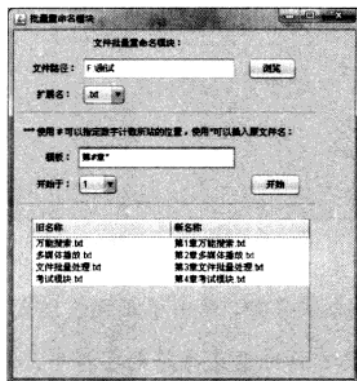 批量重命名模块
文件批量重命名模块：
文件路径： F:\测试 浏览
扩展名： .txt
*** 使用 # 可以指定数字计数所站的位置，使用*可以插入原文件名：
模板： 第#章*
开始于： 1 开始
旧名称 新名称
万能搜索.txt 第1章万能搜索.txt
多媒体播放.txt 第2章多媒体播放.txt
文件批量处理.txt 第3章文件批量处理.txt
考试模块.txt 第4章考试模块.txt